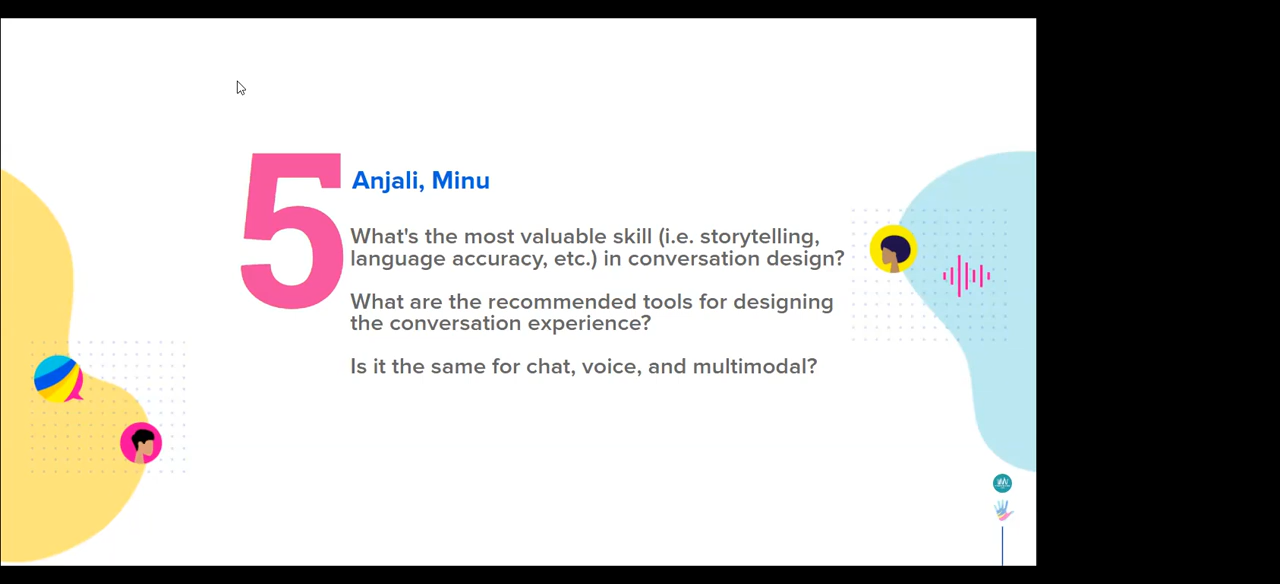 5
Anjali, Minu
What's the most valuable skill (i.e. storytelling,
language accuracy, etc.) in conversation design?
What are the recommended tools for designing
the conversation experience?
Is it the same for chat, voice, and multimodal?